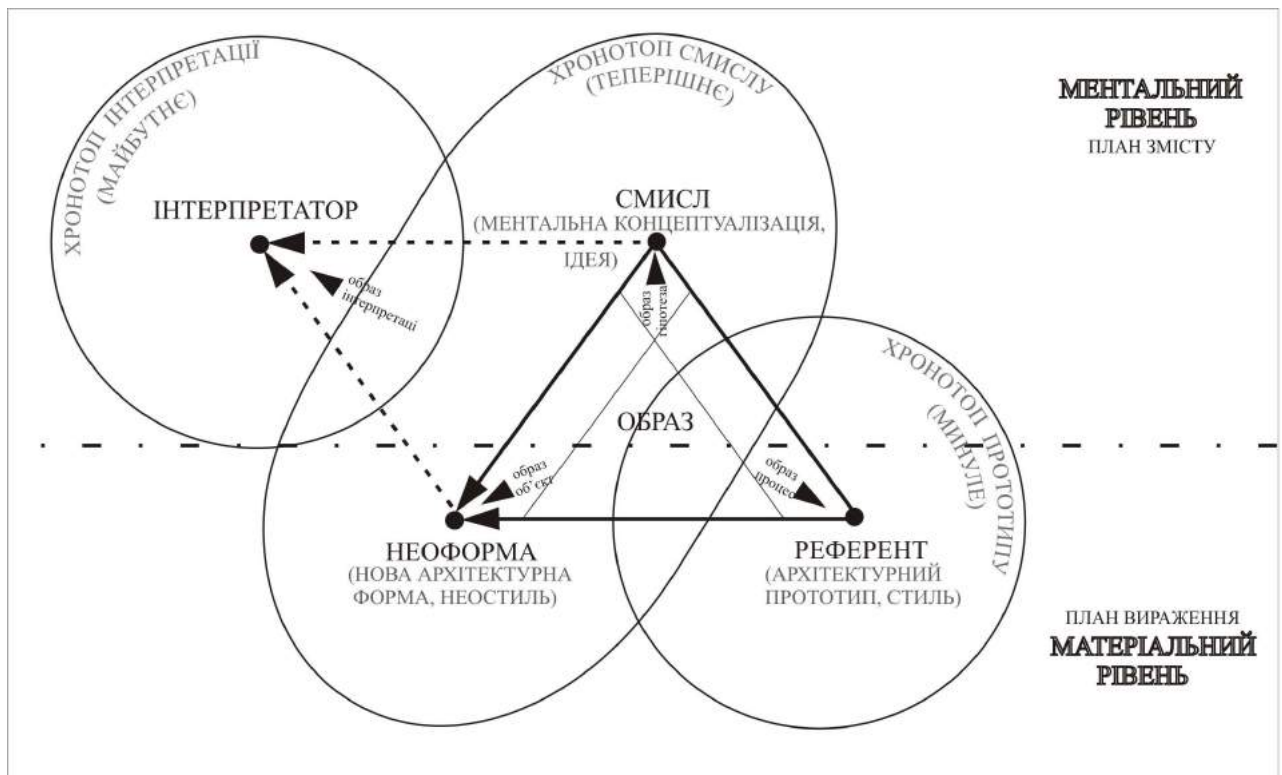 ХРОНОТОП ІНТЕРПРЕТАЦІЇ
(МАЙБУТНЄ)
ХРОНОТОП СМИСЛУ
(ТЕПЕРІШНЄ)
МЕНТАЛЬНИЙ
РІВЕНЬ
ПЛАН ЗМІСТУ
ІНТЕРПРЕТАТОР
СМИСЛ
(МЕНТАЛЬНА КОНЦЕПТУАЛІЗАЦІЯ,
ІДЕЯ)
образ
інтерпретаці
образ
гіпотеза
ХРОНОТОП ПРОТОТИПУ
(МИНУЛЕ)
ОБРАЗ
образ
об’єкт
образ
процес
НЕОФОРМА
(НОВА АРХІТЕКТУРНА
ФОРМА, НЕОСТИЛЬ)
РЕФЕРЕНТ
(АРХІТЕКТУРНИЙ
ПРОТОТИП, СТИЛЬ)
ПЛАН ВИРАЖЕННЯ
МАТЕРІАЛЬНИЙ
РІВЕНЬ